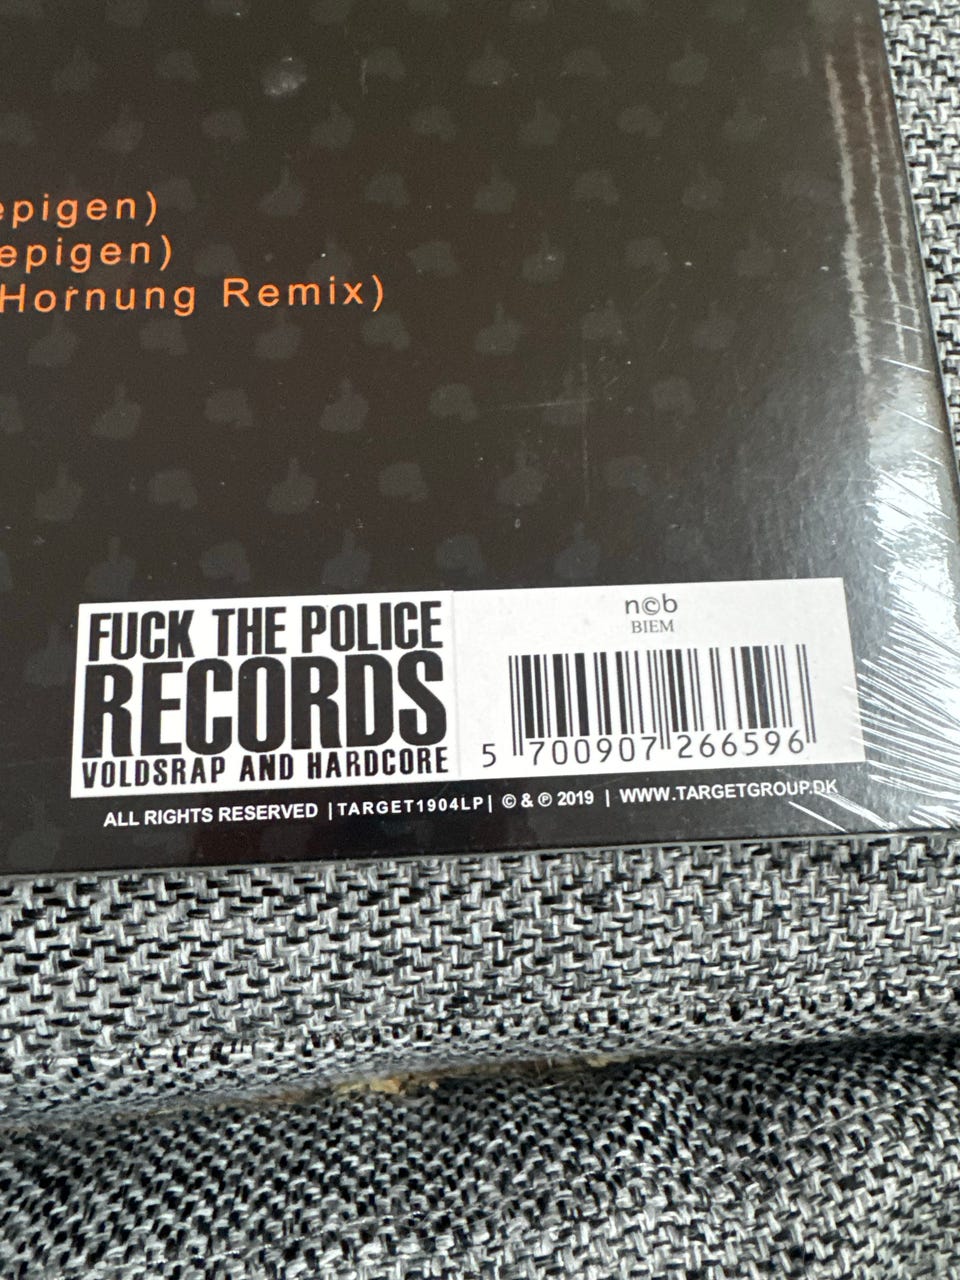 epigen)
epigen)
Hornung Remix)
FUCK THE POLICE
RECORDS
VOLDSRAP AND HARDCORE
n©b
BIEM
5 700907 266596
ALL RIGHTS RESERVED | TARGET1904LP | © & ℗ 2019 | WWW.TARGETGROUP.DK